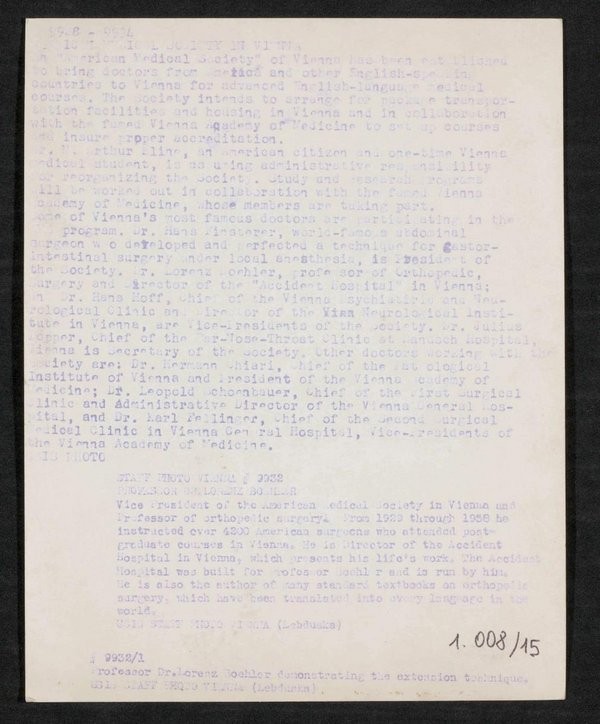 9928 - 9934
MEDICAL SOCIETY IN VIENNA
An "American Medical Society" of Vienna has been established
to bring doctors from America and other English-speaking
countries to Vienna for advanced English-language medical
courses. The Society intends to arrange for package transpor-
tation facilities and housing in Vienna and in collaboration
with the famed Vienna Academy of Medicine to set up courses
and insure proper accreditation.
Dr. M. Arthur Kline, an American citizen and one-time Vienna
medical student, is assuming administrative responsibility
for reorganizing the Society. Study and research programs
will be worked out in collaboration with the famed Vienna
Academy of Medicine, whose members are taking part.
Some of Vienna's most famous doctors are participating in the
program. Dr. Hans Finsterer, world-famous abdominal
surgeon who developed and perfected a technique for gastor-
intestinal surgery under local anesthesia, is President of
the Society. Dr. Lorenz Boehler, professor of Orthopedic,
Surgery and Director of the "Accident Hospital" in Vienna;
Dr. Hans Hoff, Chief of the Vienna Psychiatric and Neu-
rological Clinic and Director of the Neurological Insti-
tute in Vienna, are Vice-Presidents of the Society. Dr. Julius
Chief of the Ear-Nose-Throat Clinic at Hanusch Hospital,
Vienna is Secretary of the Society. Other doctors working with the
Society are: Dr. Hermann Chiari, Chief of the Pathological
Institute of Vienna and President of the Vienna Academy of
Medicine; Dr. Leopold Schoenbauer, Chief of the First Surgical
Clinic and Administrative Director of the Vienna General Hos-
pital, and Dr. Karl Fellinger, Chief of the Second Surgical
Medical Clinic in Vienna General Hospital, Vice-Presidents of
the Vienna Academy of Medicine.
USIS PHOTO
STAFF PHOTO VIENNA # 9932
PROFESSOR DR.LORENZ BOEHLER
Vice President of the American Medical Society in Vienna and
Professor of orthopedic surgery. From 1920 through 1938 he
instructed over 4200 American surgeons who attended post-
graduate courses in Vienna. He is Director of the Accident
Hospital in Vienna, which presents his life's work. The Accident
Hospital was built for Professor Boehler and is run by him.
He is also the author of many standard textbooks on orthopedic
surgery, which have been translated into every language in the
world.
USIS STAFF PHOTO VIENNA (Lebduska)
1. 008/15
# 9932/1
Professor Dr.Lorenz Boehler demonstrating the extension technique.
USIS STAFF PHOTO VIENNA (Lebduska)